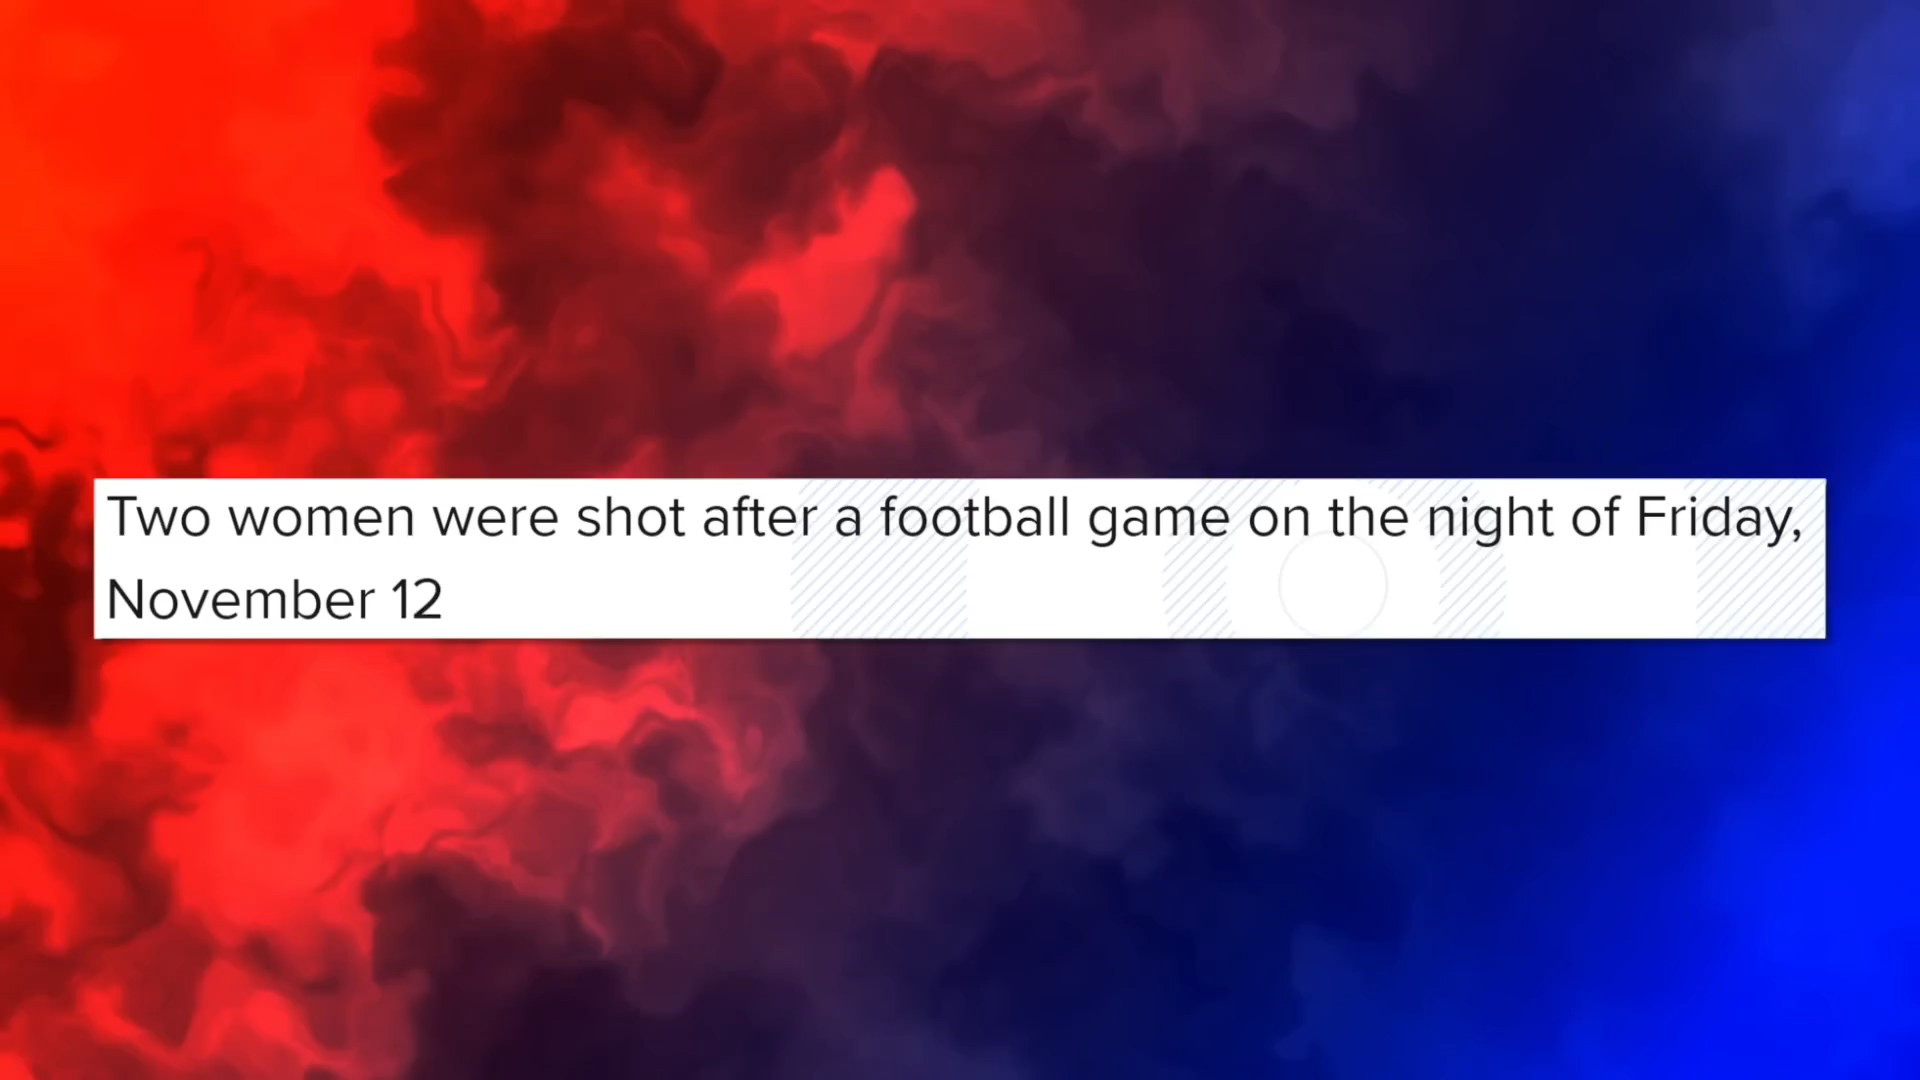 Two women were shot after a football game on the night of Friday,
November 12